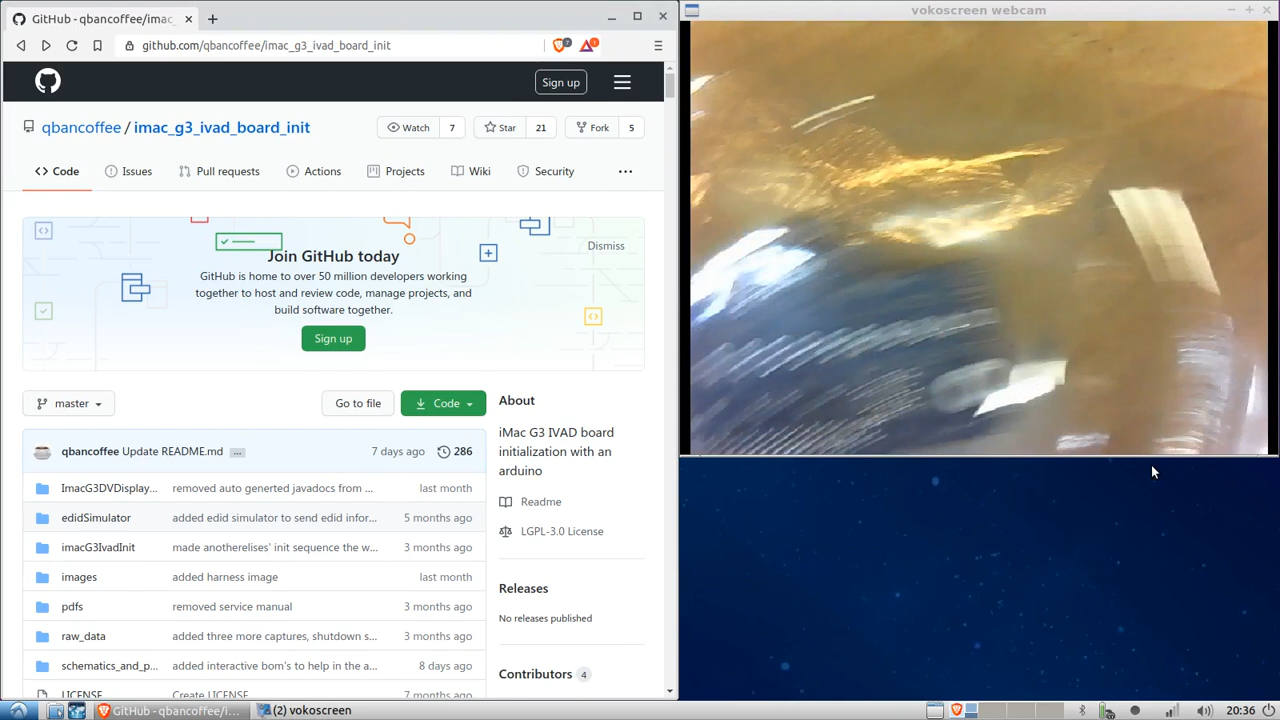 GitHub - qbancoffee/imac_
vokoscreen webcam
github.com/qbancoffee/imac_g3_ivad_board_init
7
1
Sign up
qbancoffee / imac_g3_ivad_board_init
Watch 7
Star 21
Fork 5
Code
Issues
Pull requests
Actions
Projects
Wiki
Security
Join GitHub today
Dismiss
GitHub is home to over 50 million developers working
together to host and review code, manage projects, and
build software together.
Sign up
master
Go to file
Code
About
iMac G3 IVAD board
initialization with an
arduino
Readme
LGPL-3.0 License
Releases
No releases published
Contributors 4
qbancoffee Update README.md ... 7 days ago 286
ImacG3DVDisplay... removed auto generted javadocs from ... last month
edidSimulator added edid simulator to send edid infor... 5 months ago
imacG3IvadInit made anotherelises' init sequence the w... 3 months ago
images added harness image last month
pdfs removed service manual 3 months ago
raw_data added three more captures, shutdown s... 3 months ago
schematics_and_p... added interactive bom's to help in the a... 8 days ago
LICENSE Create LICENSE 7 months ago
GitHub - qbancoffee/i...
(2) vokoscreen
20:36